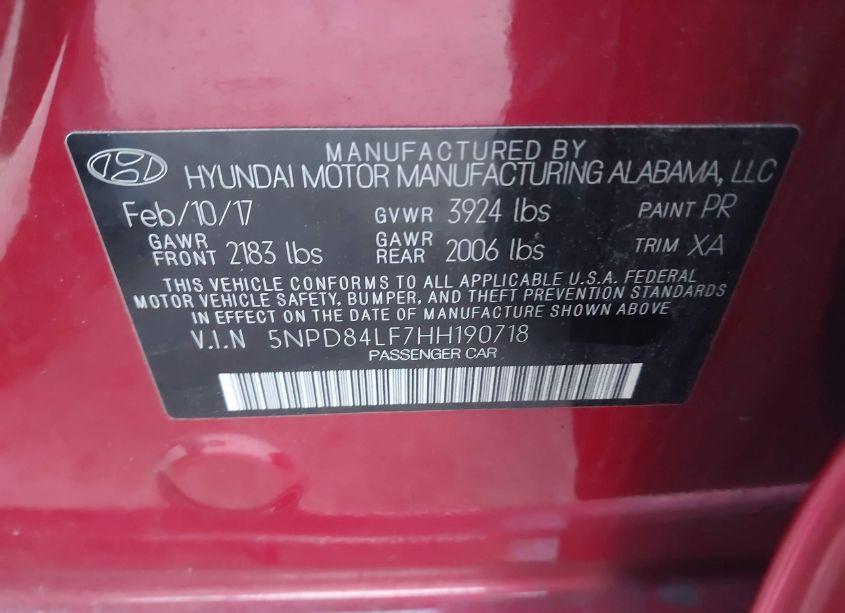 MANUFACTURED BY
HYUNDAI MOTOR MANUFACTURING ALABAMA, LLC
Feb/10/17 GVWR 3924 lbs PAINT PR
GAWR FRONT 2183 lbs GAWR REAR 2006 lbs TRIM XA
THIS VEHICLE CONFORMS TO ALL APPLICABLE U.S.A. FEDERAL
MOTOR VEHICLE SAFETY, BUMPER, AND THEFT PREVENTION STANDARDS
IN EFFECT ON THE DATE OF MANUFACTURE SHOWN ABOVE
V.I.N 5NPD84LF7HH190718
PASSENGER CAR